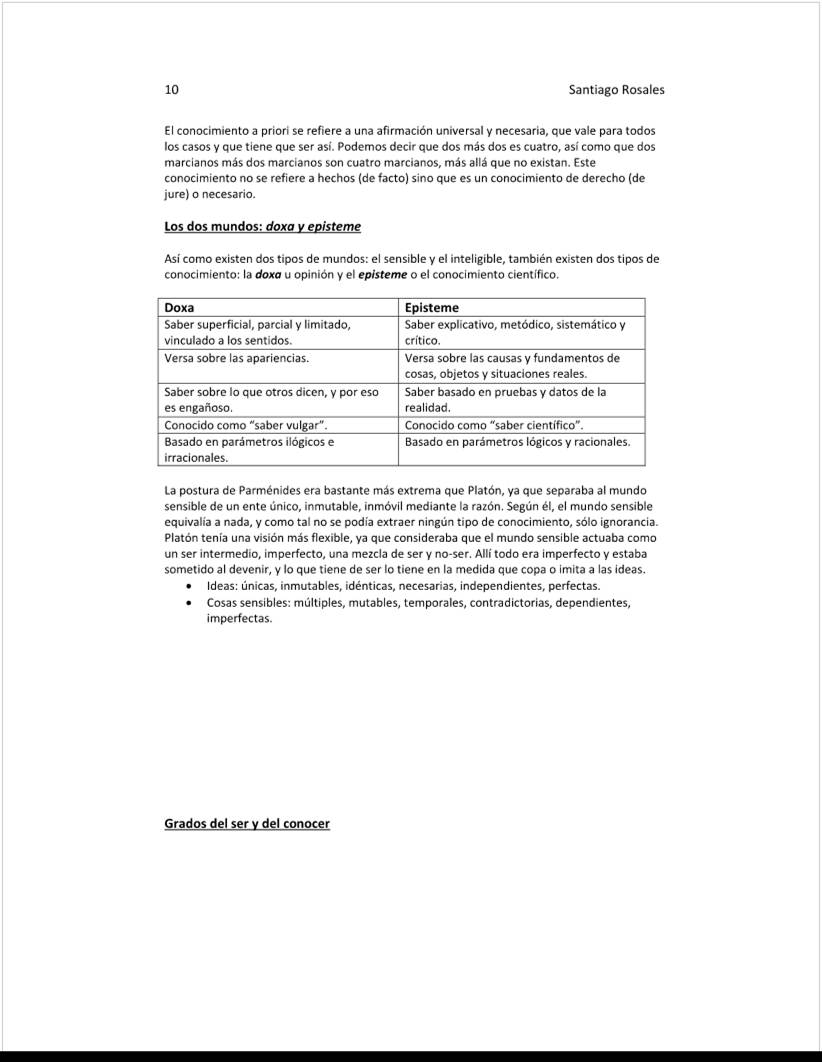 10 Santiago Rosales
El conocimiento a priori se refiere a una afirmación universal y necesaria, que vale para todos
los casos y que tiene que ser así. Podemos decir que dos más dos es cuatro, así como que dos
marcianos más dos marcianos son cuatro marcianos, más allá que no existan. Este
conocimiento no se refiere a hechos (de facto) sino que es un conocimiento de derecho (de
jure) o necesario.
Los dos mundos: doxa y episteme
Así como existen dos tipos de mundos: el sensible y el inteligible, también existen dos tipos de
conocimiento: la doxa u opinión y el episteme o el conocimiento científico.
Doxa
Episteme
Saber superficial, parcial y limitado,
vinculado a los sentidos.
Saber explicativo, metódico, sistemático y
crítico.
Versa sobre las apariencias.
Versa sobre las causas y fundamentos de
cosas, objetos y situaciones reales.
Saber sobre lo que otros dicen, y por eso
es engañoso.
Saber basado en pruebas y datos de la
realidad.
Conocido como “saber vulgar”.
Conocido como “saber científico”.
Basado en parámetros ilógicos e
irracionales.
Basado en parámetros lógicos y racionales.
La postura de Parménides era bastante más extrema que Platón, ya que separaba al mundo
sensible de un ente único, inmutable, inmóvil mediante la razón. Según él, el mundo sensible
equivalía a nada, y como tal no se podía extraer ningún tipo de conocimiento, sólo ignorancia.
Platón tenía una visión más flexible, ya que consideraba que el mundo sensible actuaba como
un ser intermedio, imperfecto, una mezcla de ser y no-ser. Allí todo era imperfecto y estaba
sometido al devenir, y lo que tiene de ser lo tiene en la medida que copa o imita a las ideas.
• Ideas: únicas, inmutables, idénticas, necesarias, independientes, perfectas.
• Cosas sensibles: múltiples, mutables, temporales, contradictorias, dependientes,
imperfectas.
Grados del ser y del conocer